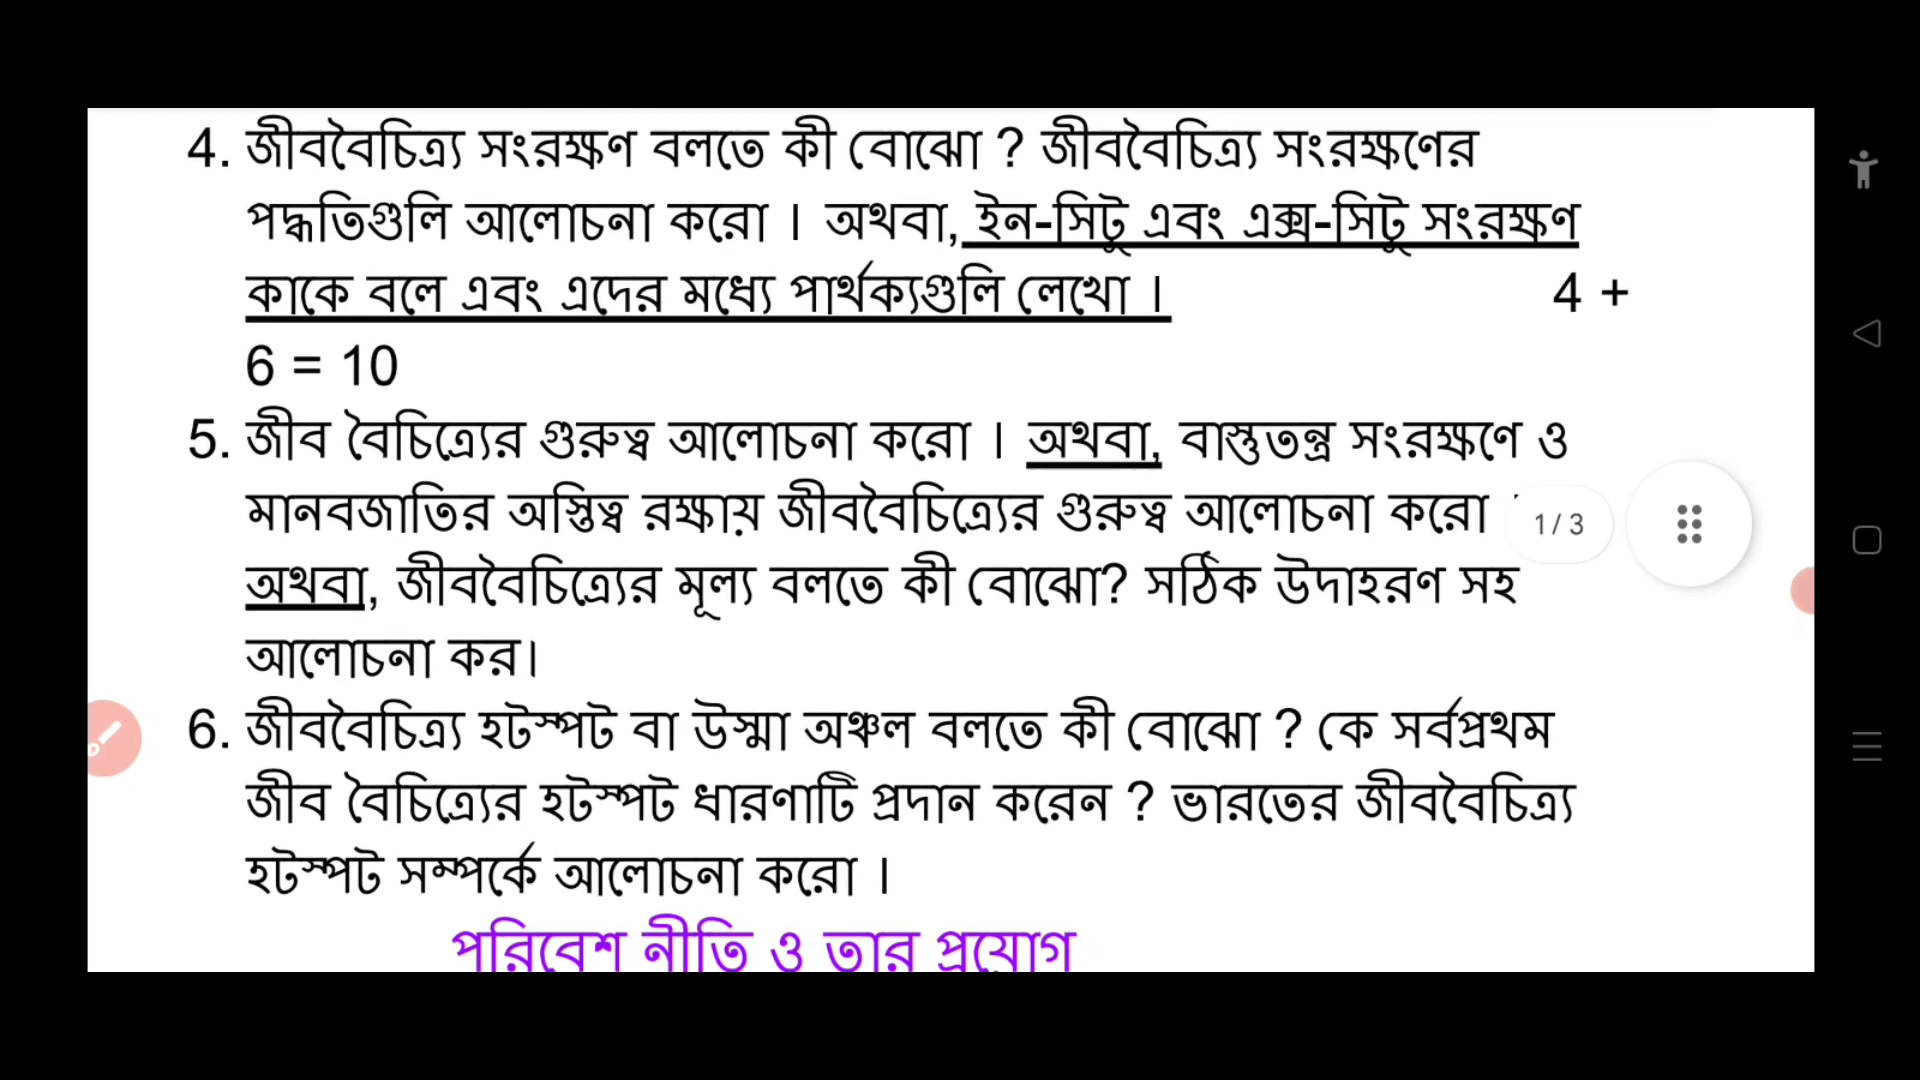 4. জীববৈচিত্র্য সংরক্ষণ বলতে কী বোঝো ? জীববৈচিত্র্য সংরক্ষণের
পদ্ধতিগুলি আলোচনা করো । অথবা, ইন-সিটু এবং এক্স-সিটু সংরক্ষণ
কাকে বলে এবং এদের মধ্যে পার্থক্যগুলি লেখো । 4 +
6 = 10
5. জীব বৈচিত্র্যের গুরুত্ব আলোচনা করো । অথবা, বাস্তুতন্ত্র সংরক্ষণে ও
মানবজাতির অস্তিত্ব রক্ষায় জীববৈচিত্র্যের গুরুত্ব আলোচনা করো
1 / 3
অথবা, জীববৈচিত্র্যের মূল্য বলতে কী বোঝো? সঠিক উদাহরণ সহ
আলোচনা কর।
6. জীববৈচিত্র্য হটস্পট বা উস্মা অঞ্চল বলতে কী বোঝো ? কে সর্বপ্রথম
জীব বৈচিত্র্যের হটস্পট ধারণাটি প্রদান করেন ? ভারতের জীববৈচিত্র্য
হটস্পট সম্পর্কে আলোচনা করো ।
পরিবেশ নীতি ও তার প্রয়োগ